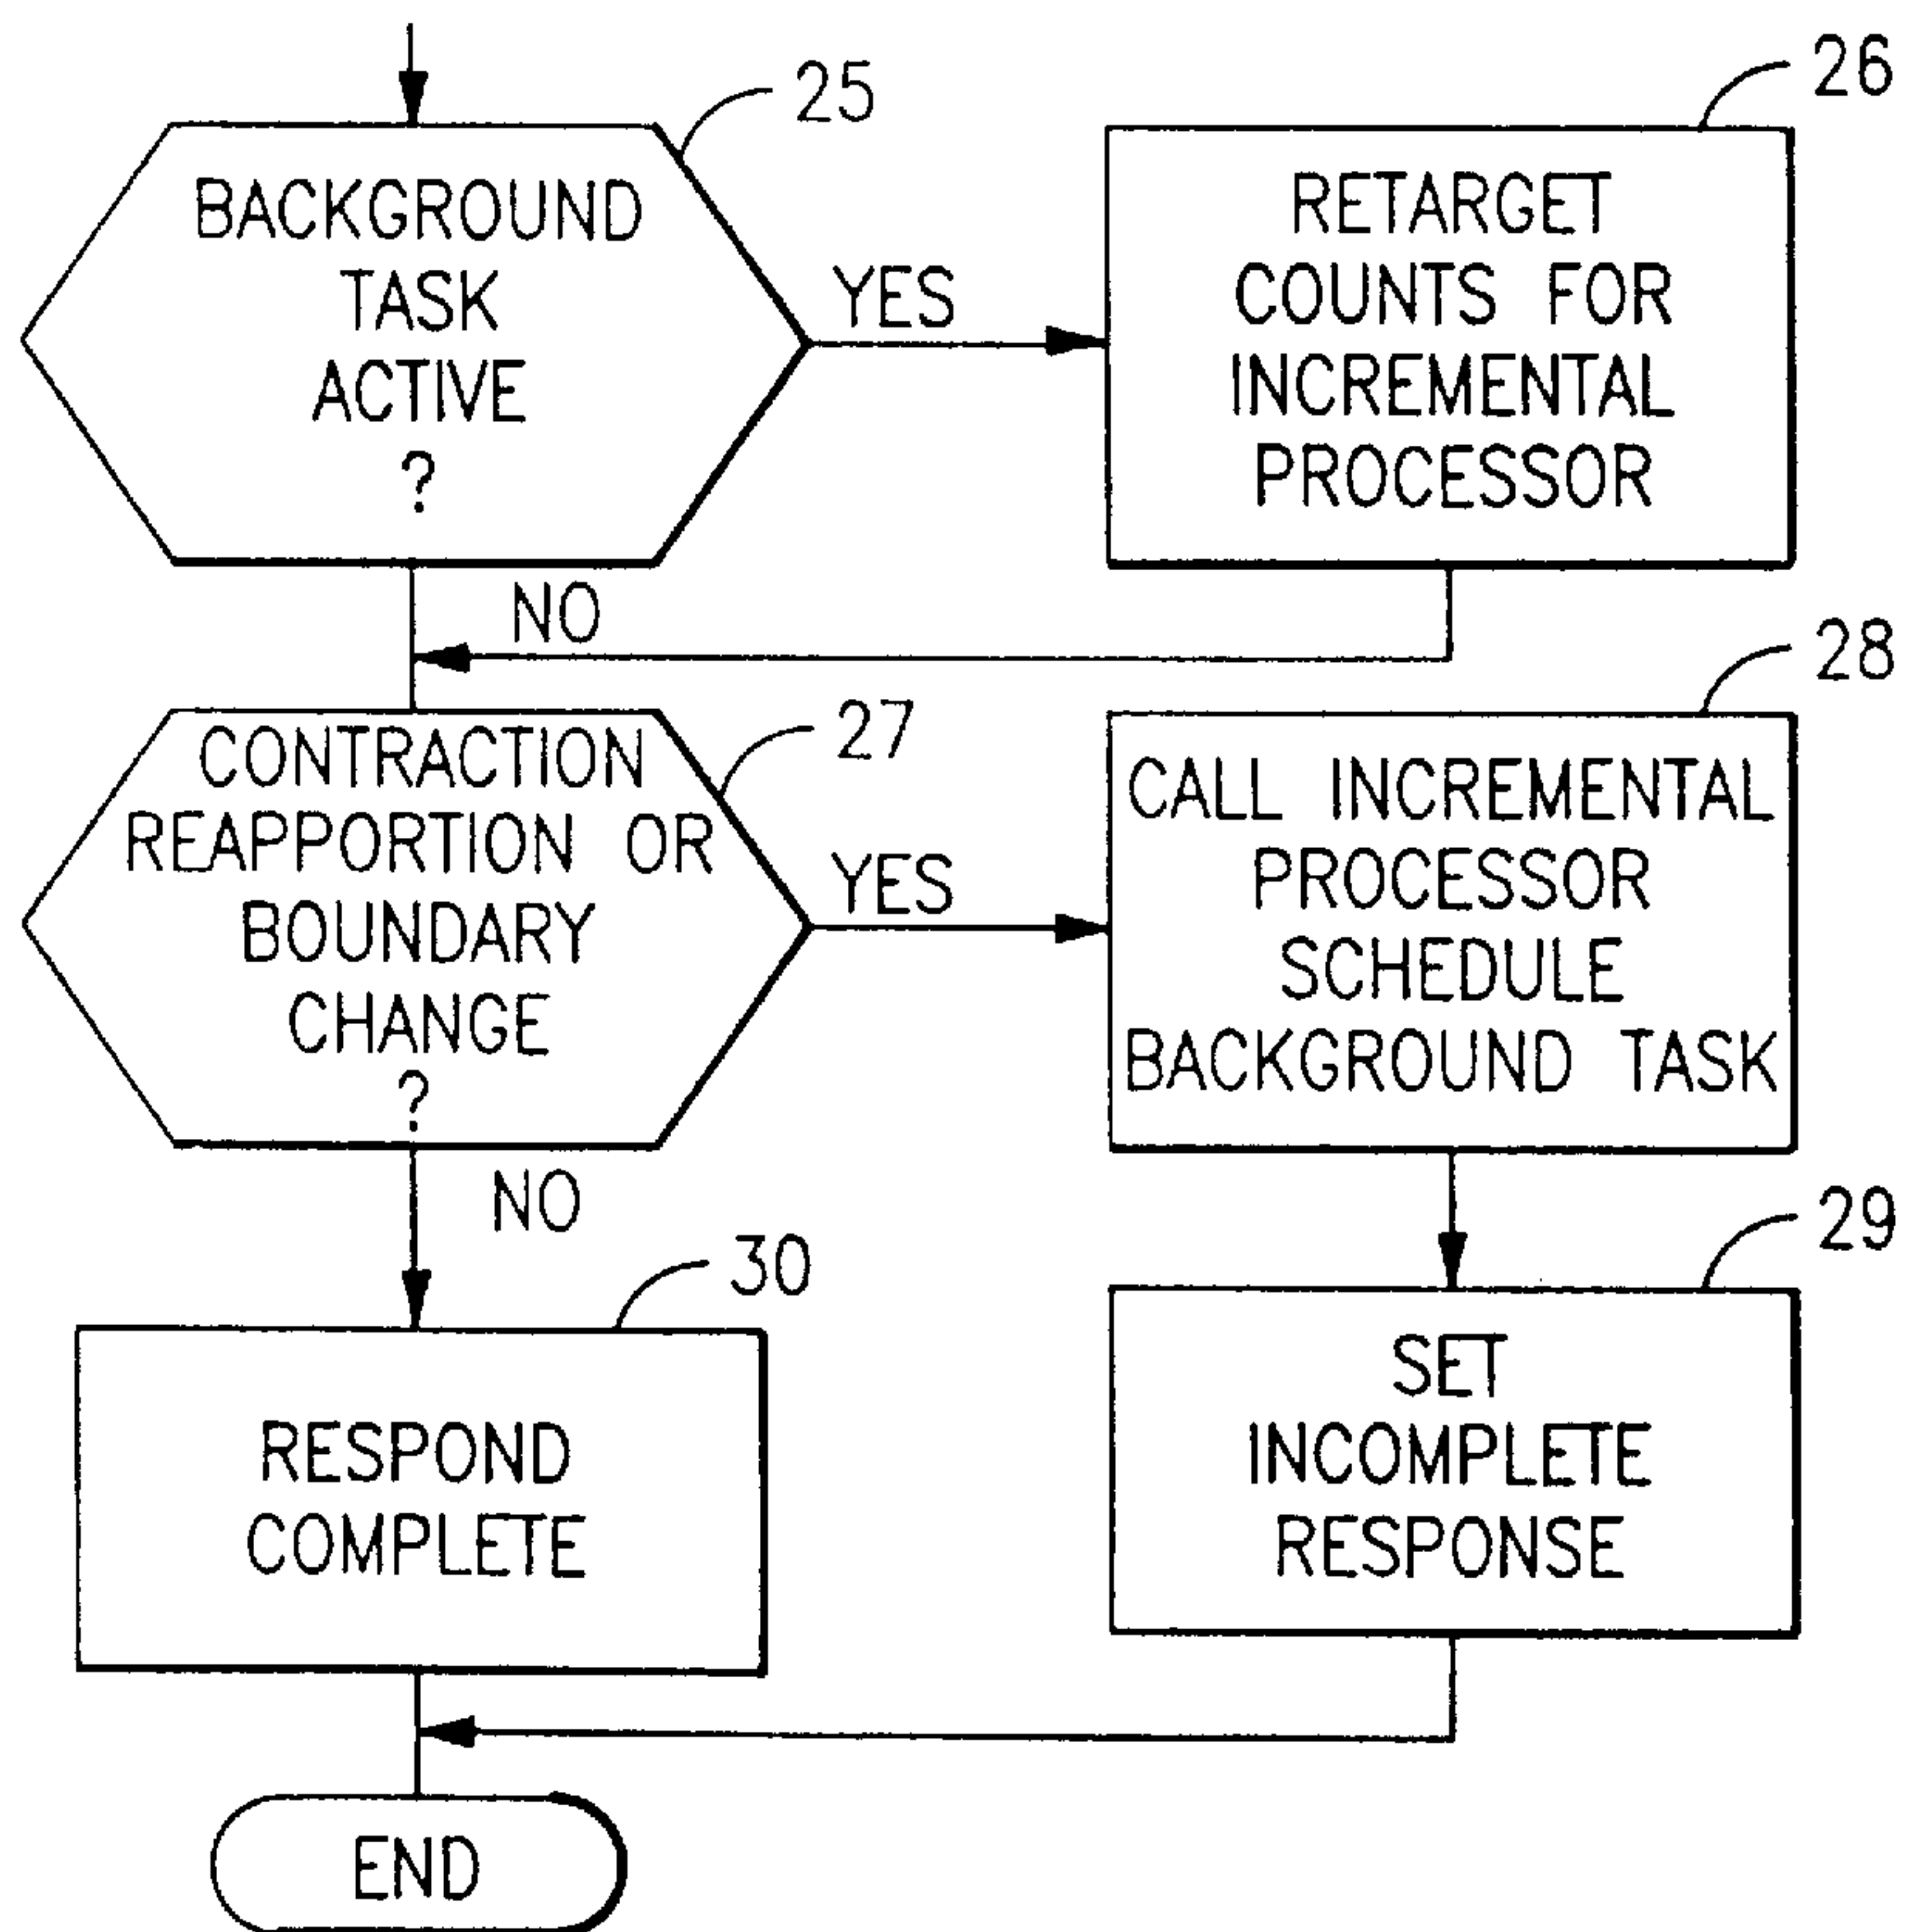 25
BACKGROUND
TASK
ACTIVE
?
YES
NO
26
RETARGET
COUNTS FOR
INCREMENTAL
PROCESSOR
27
CONTRACTION
REAPPORTION OR
BOUNDARY
CHANGE
?
YES
NO
28
CALL INCREMENTAL
PROCESSOR
SCHEDULE
BACKGROUND TASK
29
SET
INCOMPLETE
RESPONSE
30
RESPOND
COMPLETE
END